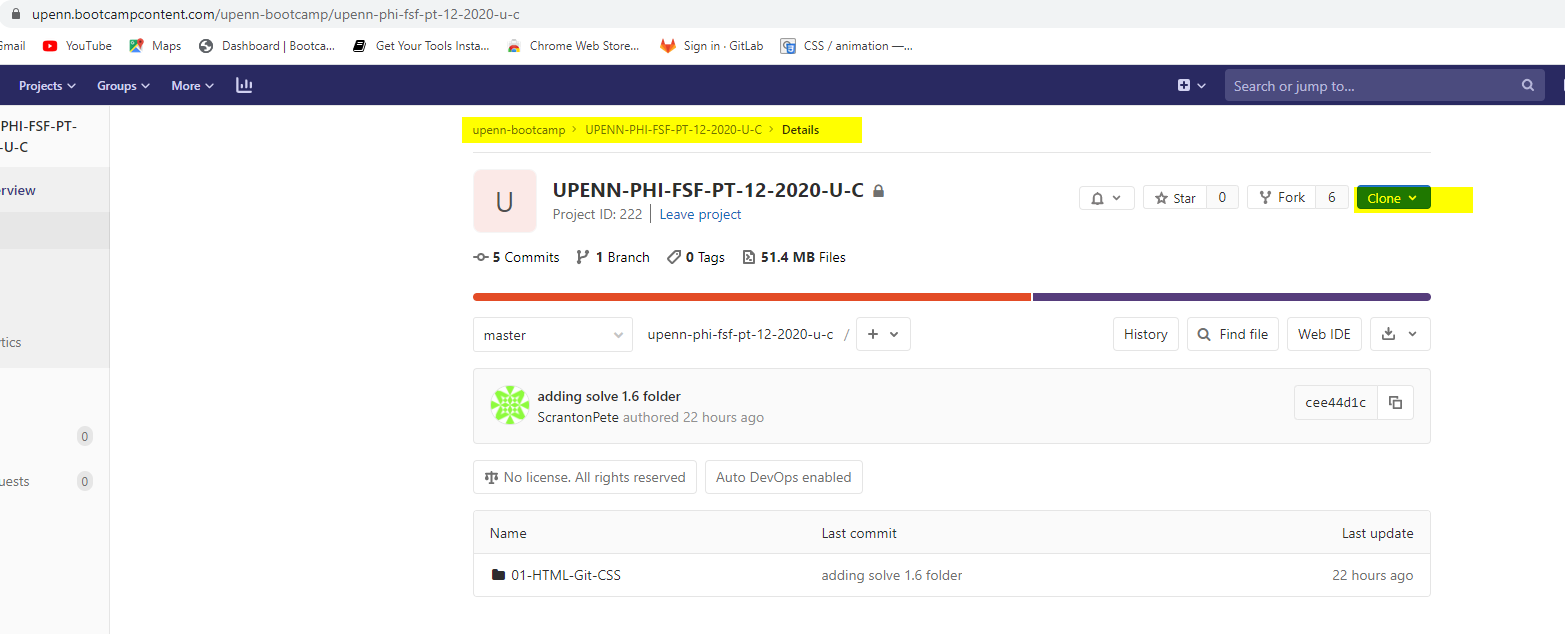 upenn.bootcampcontent.com/upenn-bootcamp/upenn-phi-fsf-pt-12-2020-u-c
Gmail YouTube Maps Dashboard | Bootca... Get Your Tools Insta... Chrome Web Store... Sign in · GitLab CSS / animation —...
Projects Groups More Search or jump to...
PHI-FSF-PT-
-U-C
rview
tics
0
uests 0
upenn-bootcamp > UPENN-PHI-FSF-PT-12-2020-U-C > Details
U
UPENN-PHI-FSF-PT-12-2020-U-C
Project ID: 222 | Leave project
Star 0 Fork 6 Clone
5 Commits 1 Branch 0 Tags 51.4 MB Files
master upenn-phi-fsf-pt-12-2020-u-c / + History Find file Web IDE
adding solve 1.6 folder
ScrantonPete authored 22 hours ago
cee44d1c
No license. All rights reserved Auto DevOps enabled
Name Last commit Last update
01-HTML-Git-CSS adding solve 1.6 folder 22 hours ago